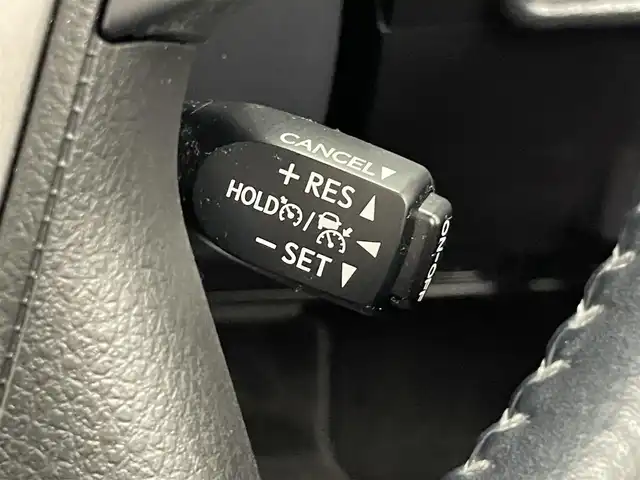 CANCEL▼
+ RES ▲
HOLD /
− SET ▼
ON-OFF